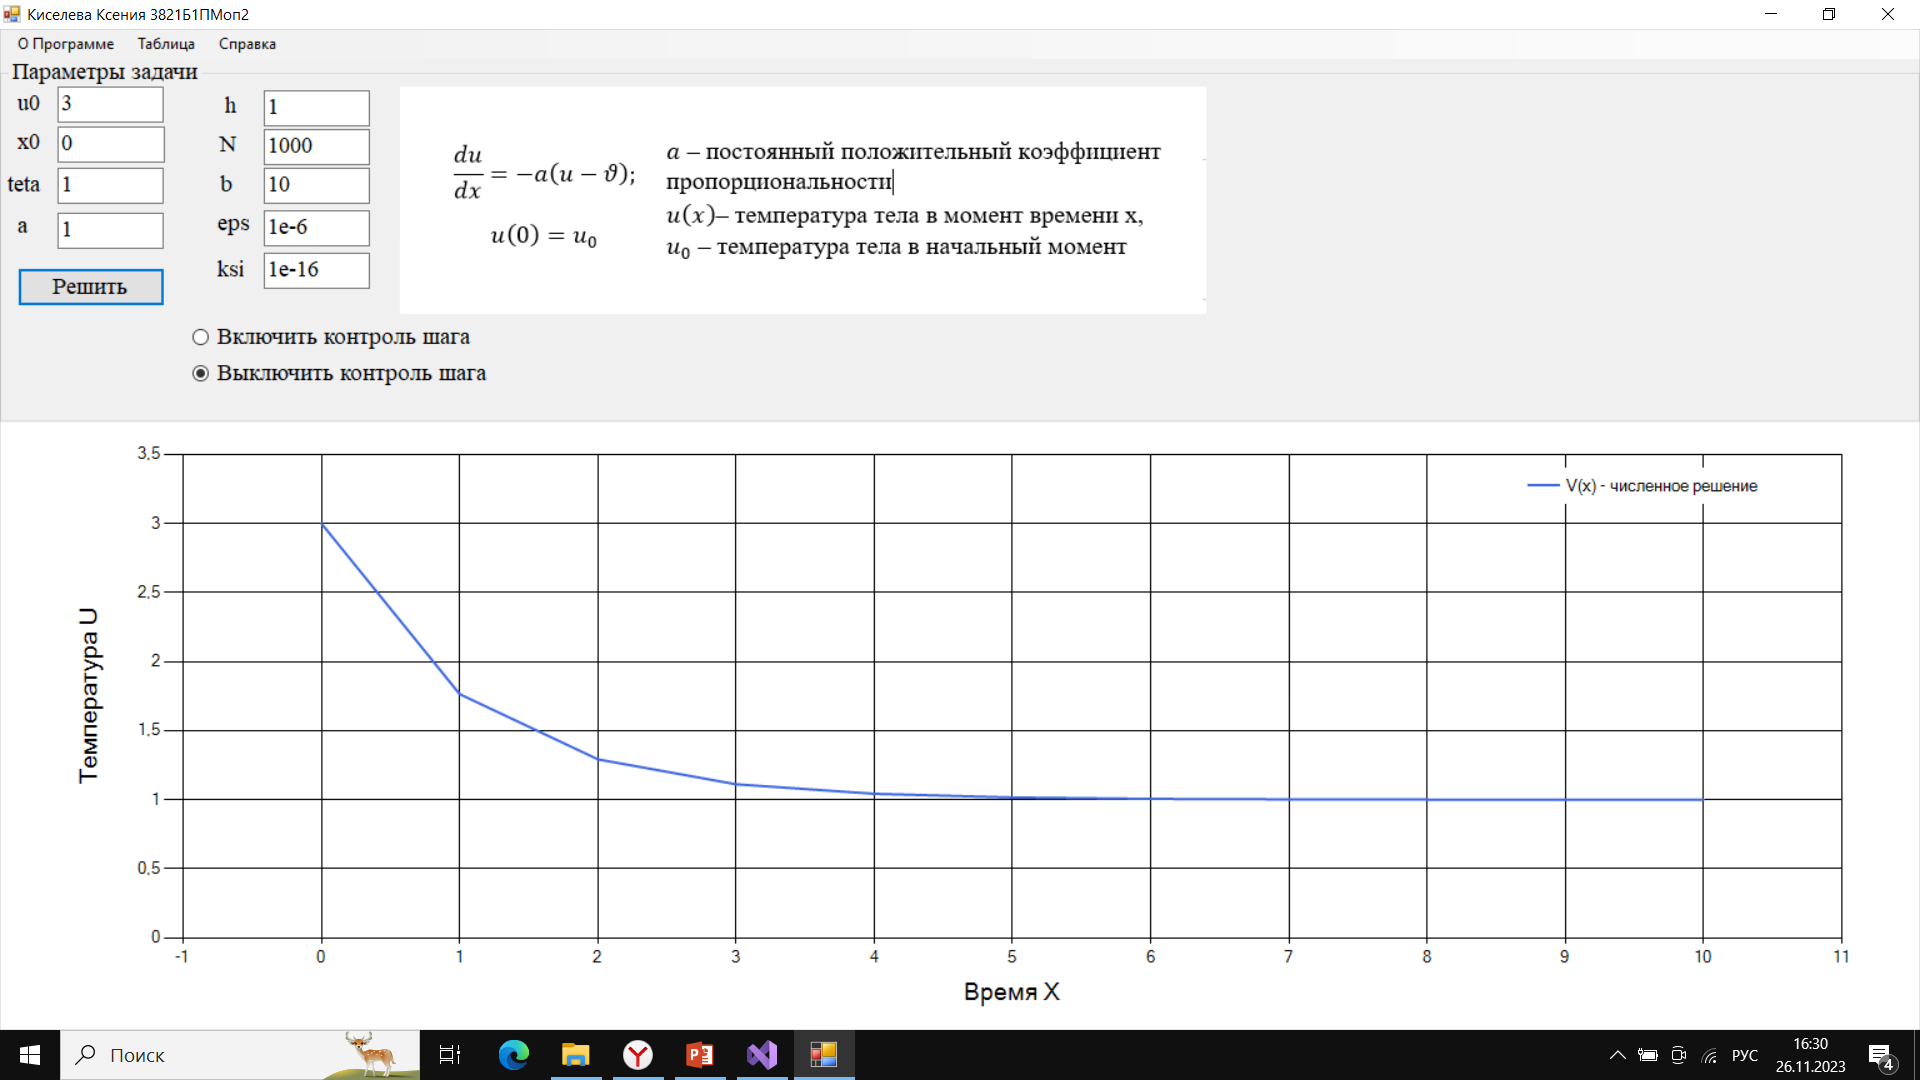 Киселева Ксения 3821Б1ПМоп2
О Программе Таблица Справка
Параметры задачи
u0 3
x0 0
teta 1
a 1
Решить
h 1
N 1000
b 10
eps 1e-6
ksi 1e-16
du/dx = −a(u − ϑ);
u(0) = u₀
a – постоянный положительный коэффициент
пропорциональности
u(x)– температура тела в момент времени x,
u₀ – температура тела в начальный момент
Включить контроль шага
Выключить контроль шага
V(x) - численное решение
3,5
3
2,5
2
1,5
1
0,5
0
Температура U
-1 0 1 2 3 4 5 6 7 8 9 10 11
Время X
Поиск
РУС
16:30
26.11.2023
4